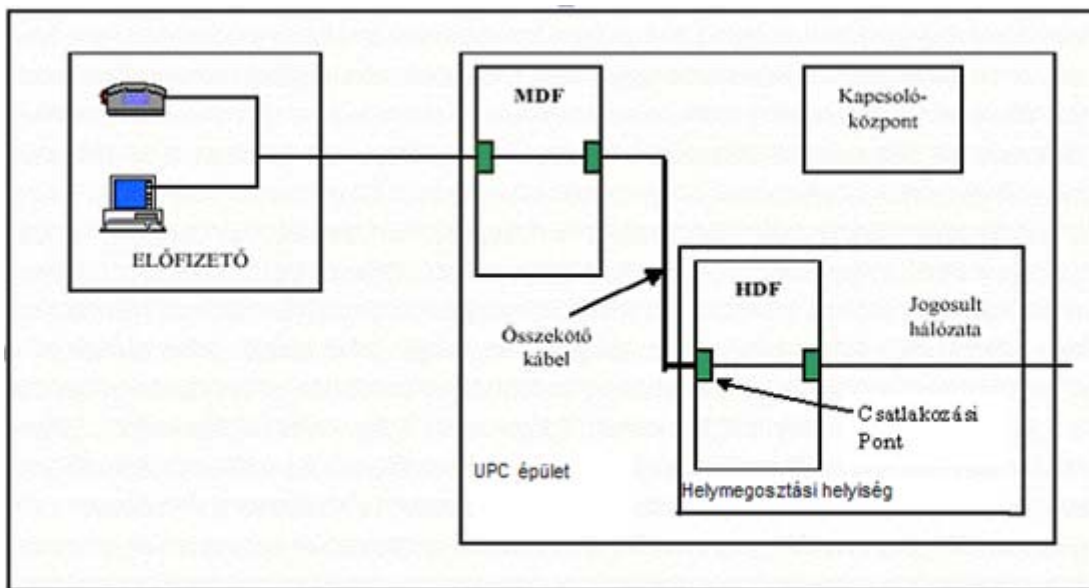 MDF
Kapcsoló-
központ
ELŐFIZETŐ
HDF
Jogosult
hálózata
Összekötő
kábel
Csatlakozási
Pont
UPC épület
Helymegosztási helyiség